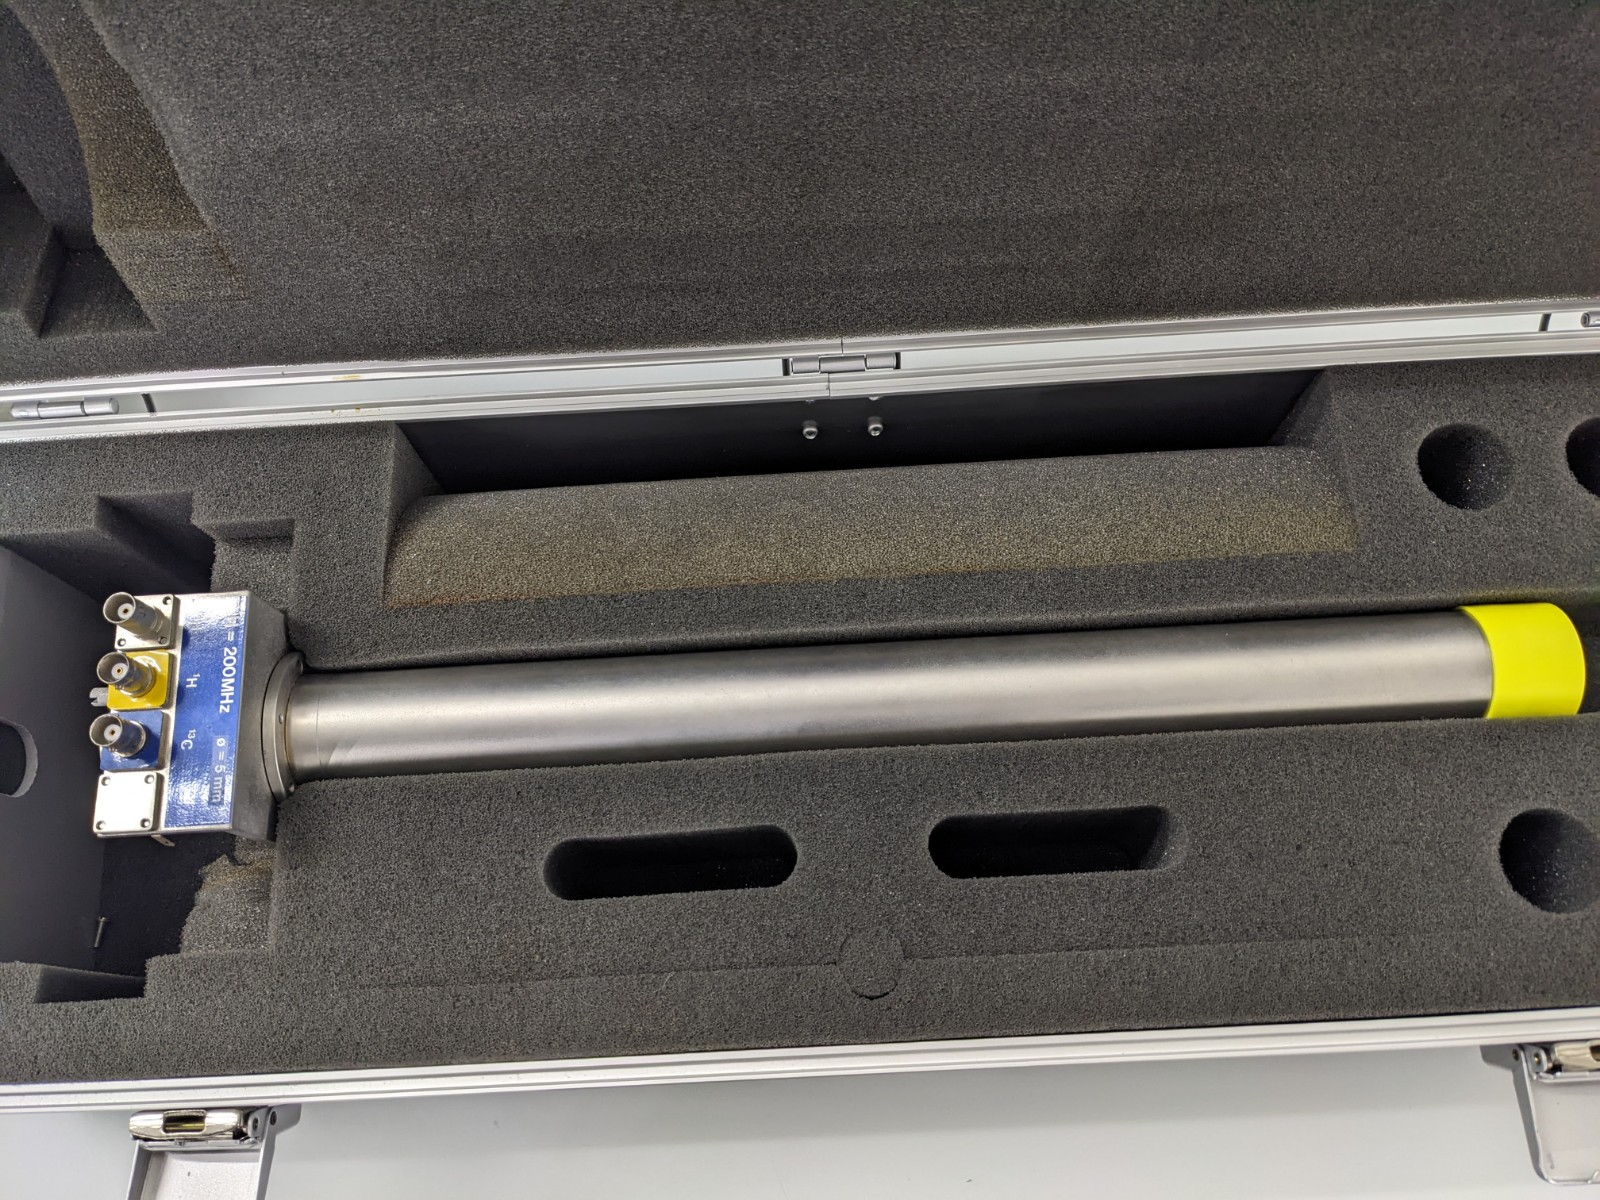 = 200MHz ø = 5 mm
¹H ¹³C